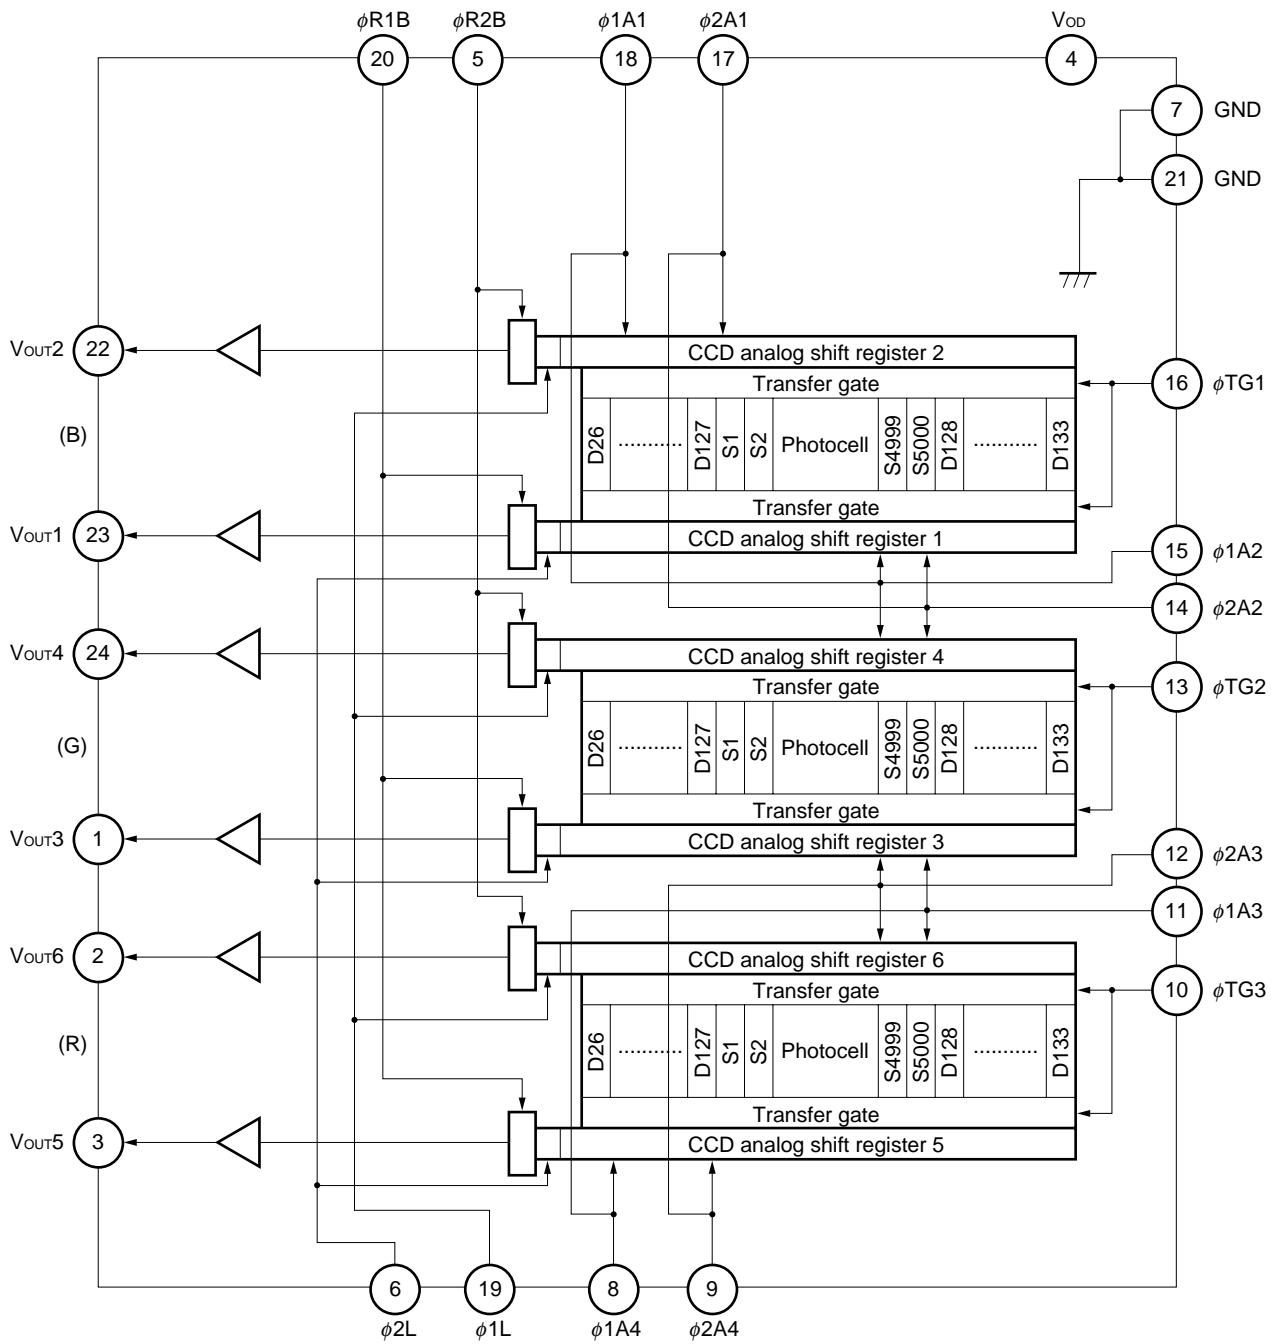 ϕR1B ϕR2B ϕ1A1 ϕ2A1 VOD
20 5 18 17 4
7 GND
21 GND
VOUT2 22
CCD analog shift register 2
Transfer gate
16 ϕTG1
(B)
D26 ........... D127 S1 S2 Photocell S4999 S5000 D128 ........... D133
Transfer gate
VOUT1 23
CCD analog shift register 1
15 ϕ1A2
14 ϕ2A2
VOUT4 24
CCD analog shift register 4
Transfer gate
13 ϕTG2
(G)
D26 ........... D127 S1 S2 Photocell S4999 S5000 D128 ........... D133
Transfer gate
VOUT3 1
CCD analog shift register 3
12 ϕ2A3
11 ϕ1A3
VOUT6 2
CCD analog shift register 6
Transfer gate
10 ϕTG3
(R)
D26 ........... D127 S1 S2 Photocell S4999 S5000 D128 ........... D133
Transfer gate
VOUT5 3
CCD analog shift register 5
6 19 8 9
ϕ2L ϕ1L ϕ1A4 ϕ2A4